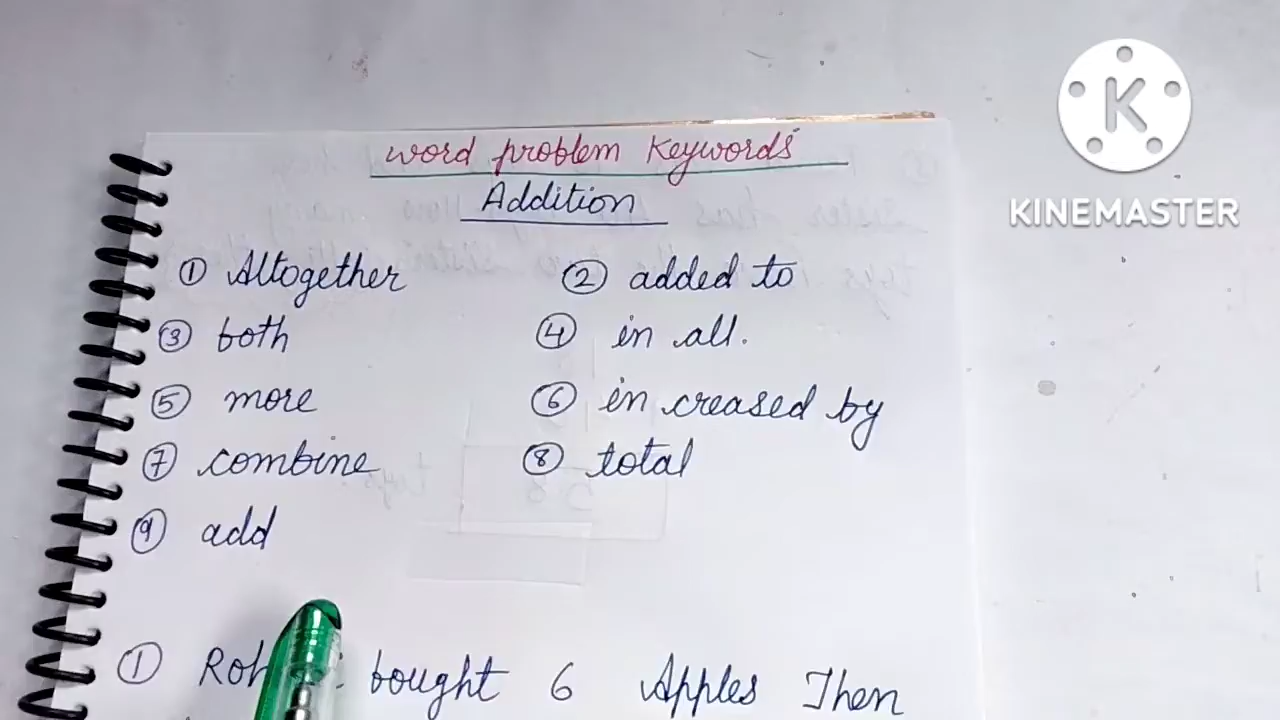 word problem Keywords
Addition
① Altogether ② added to
③ both ④ in all.
⑤ more ⑥ in creased by
⑦ combine ⑧ total
⑨ add
① bought 6 Apples Then
K
KINEMASTER